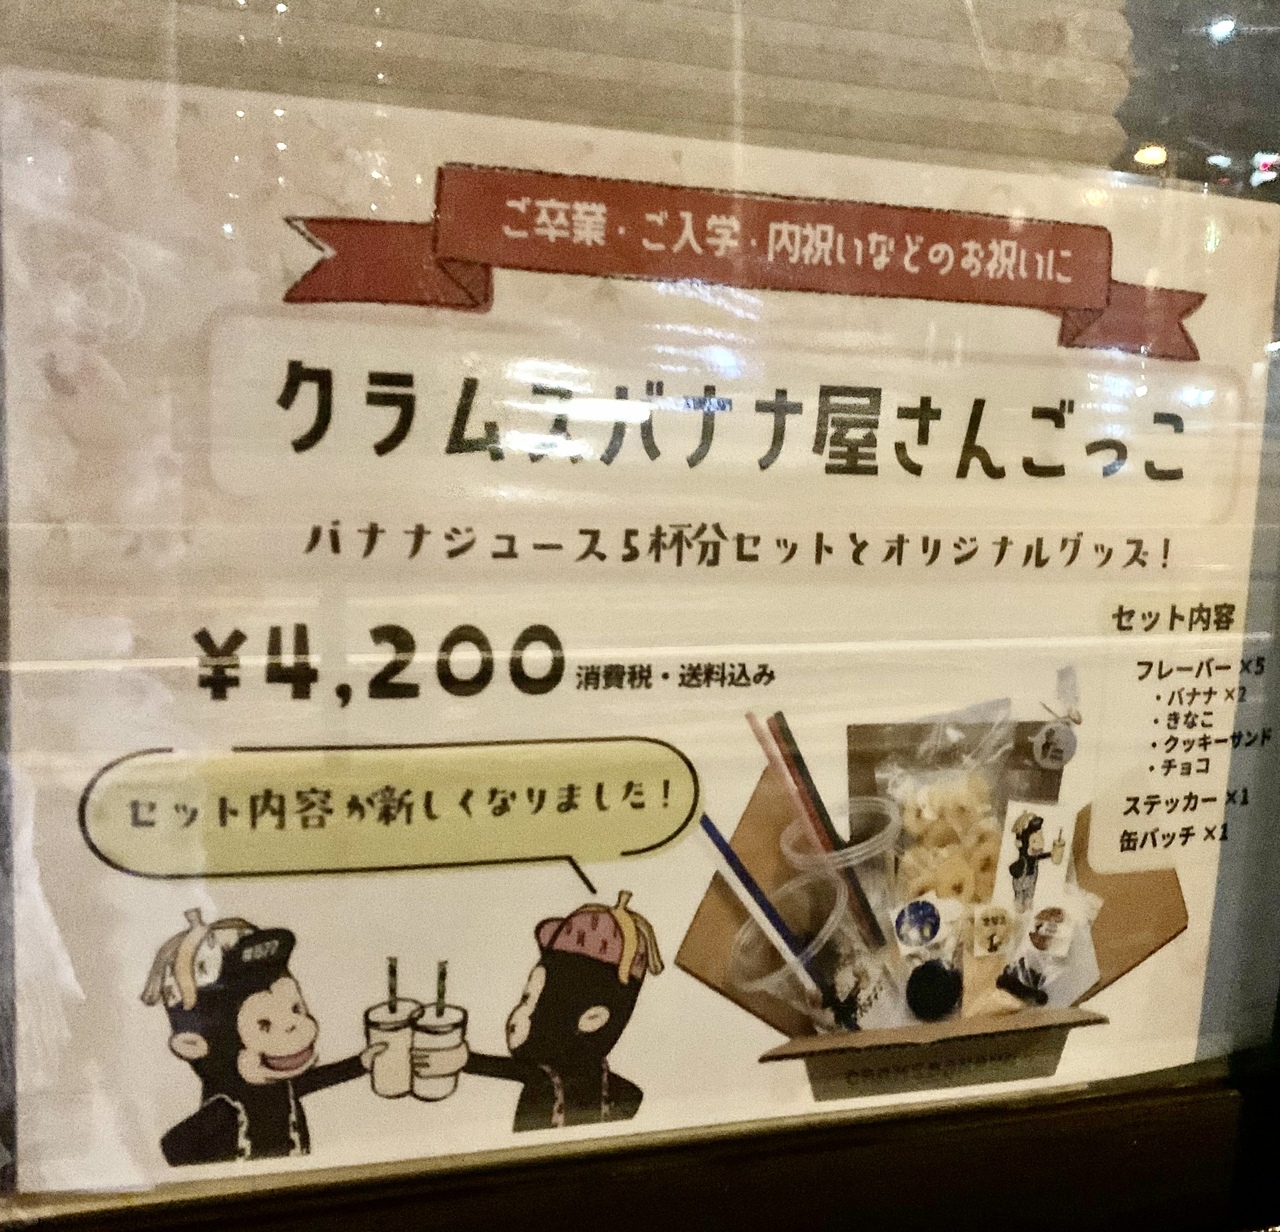 ご卒業・ご入学・内祝いなどのお祝いに
クラムスバナナ屋さんごっこ
バナナジュース5杯分セットとオリジナルグッズ！
¥4,200 消費税・送料込み
セット内容が新しくなりました！
セット内容
フレーバー ×5
・バナナ ×2
・きなこ
・クッキーサンド
・チョコ
ステッカー ×1
缶バッチ ×1